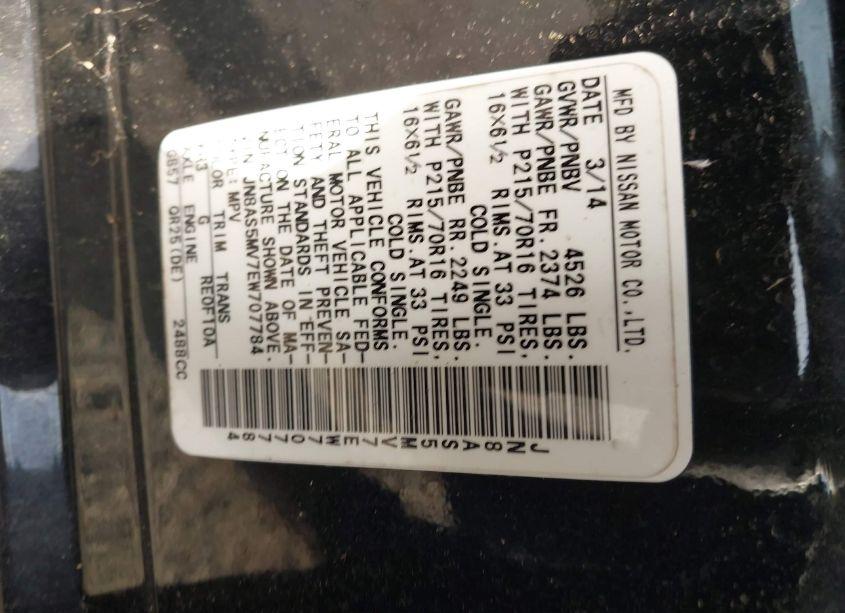 MFD BY NISSAN MOTOR CO.,LTD.
DATE 3/14
GVWR/PNBV 4526 LBS.
GAWR/PNBE FR. 2374 LBS.
WITH P215/70R16 TIRES,
16X6½ RIMS.AT 33 PSI
COLD SINGLE.
GAWR/PNBE RR. 2249 LBS.
WITH P215/70R16 TIRES,
16X6½ RIMS.AT 33 PSI
COLD SINGLE.
THIS VEHICLE CONFORMS
TO ALL APPLICABLE FED-
ERAL MOTOR VEHICLE SA-
FETY AND THEFT PREVEN-
TION STANDARDS IN EFF-
ECT ON THE DATE OF MA-
NUFACTURE SHOWN ABOVE.
VIN JN8AS5MV7EW707784
TYPE: MPV
COLOR TRIM TRANS
G RE0F10A
AXLE ENGINE
GB57 QR25(DE) 2488CC
JN8AS5MV7EW707784